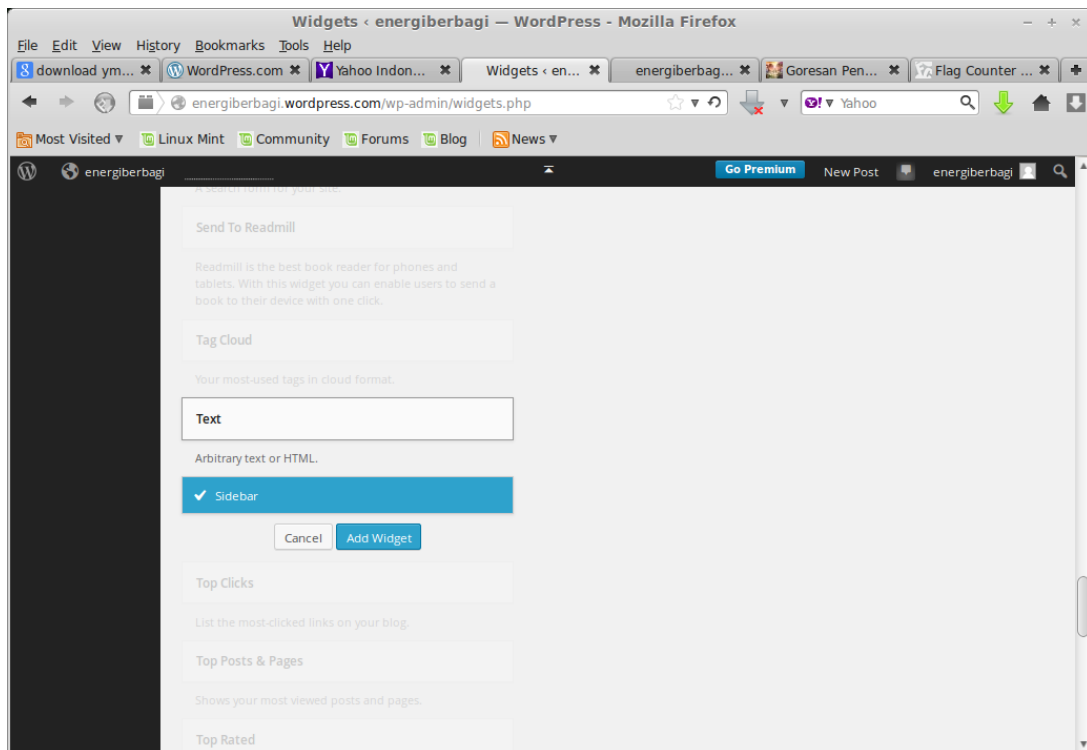 Widgets ‹ energiberbagi — WordPress - Mozilla Firefox
File Edit View History Bookmarks Tools Help
download ym... WordPress.com Yahoo Indon... Widgets ‹ en... energiberbag... Goresan Pen... Flag Counter ...
energiberbagi.wordpress.com/wp-admin/widgets.php Yahoo
Most Visited Linux Mint Community Forums Blog News
energiberbagi Go Premium New Post energiberbagi
A search form for your site.
Send To Readmill
Readmill is the best book reader for phones and
tablets. With this widget you can enable users to send a
book to their device with one click.
Tag Cloud
Your most-used tags in cloud format.
Text
Arbitrary text or HTML.
Sidebar
Cancel Add Widget
Top Clicks
List the most-clicked links on your blog.
Top Posts & Pages
Shows your most viewed posts and pages.
Top Rated